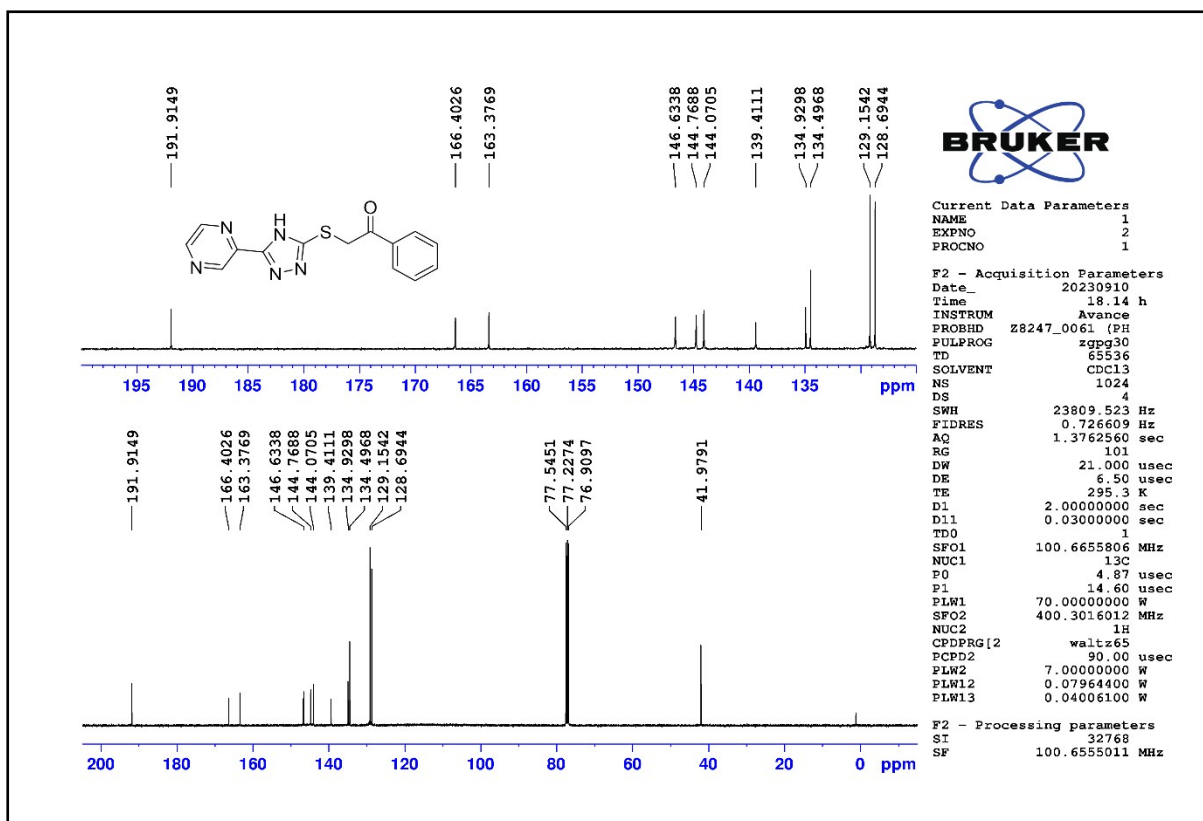 191.9149
166.4026
163.3769
146.6338
144.7688
144.0705
139.4111
134.9298
134.4968
129.1542
128.6944
N
N
N
H
N
N
S
O
195 190 185 180 175 170 165 160 155 150 145 140 135 ppm
191.9149
166.4026
163.3769
146.6338
144.7688
144.0705
139.4111
134.9298
134.4968
129.1542
128.6944
77.5451
77.2274
76.9097
41.9791
200 180 160 140 120 100 80 60 40 20 0 ppm
BRUKER
Current Data Parameters
NAME 1
EXPNO 2
PROCNO 1
F2 - Acquisition Parameters
Date_ 20230910
Time 18.14 h
INSTRUM Avance
PROBHD Z8247_0061 (PH
PULPROG zgpg30
TD 65536
SOLVENT CDCl3
NS 1024
DS 4
SWH 23809.523 Hz
FIDRES 0.726609 Hz
AQ 1.3762560 sec
RG 101
DW 21.000 usec
DE 6.50 usec
TE 295.3 K
D1 2.00000000 sec
D11 0.03000000 sec
TD0 1
SFO1 100.6655806 MHz
NUC1 13C
P0 4.87 usec
P1 14.60 usec
PLW1 70.00000000 W
SFO2 400.3016012 MHz
NUC2 1H
CPDPRG[2 waltz65
PCPD2 90.00 usec
PLW2 7.00000000 W
PLW12 0.07964400 W
PLW13 0.04006100 W
F2 - Processing parameters
SI 32768
SF 100.6555011 MHz